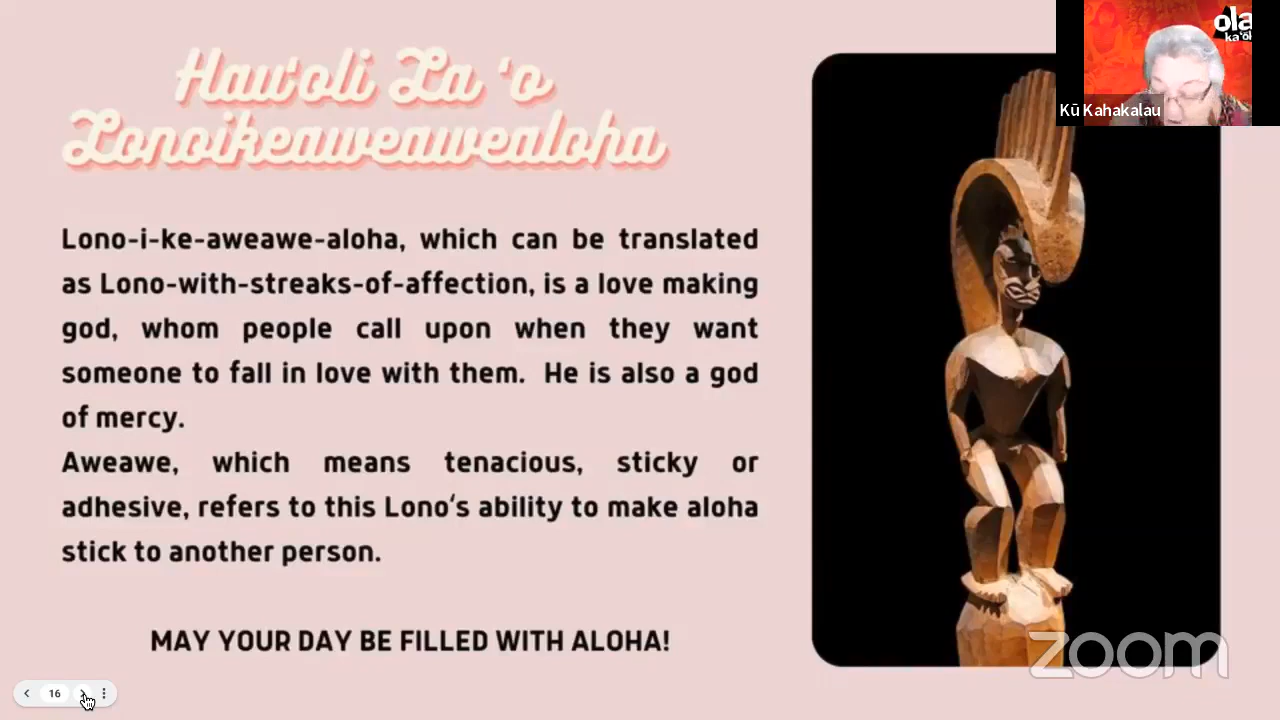 Hau'oli La 'o
Lonoikeaweawealoha
Lono-i-ke-aweawe-aloha, which can be translated
as Lono-with-streaks-of-affection, is a love making
god, whom people call upon when they want
someone to fall in love with them. He is also a god
of mercy.
Aweawe, which means tenacious, sticky or
adhesive, refers to this Lono's ability to make aloha
stick to another person.
MAY YOUR DAY BE FILLED WITH ALOHA!
ola
Kū Kahakalau
zoom
16